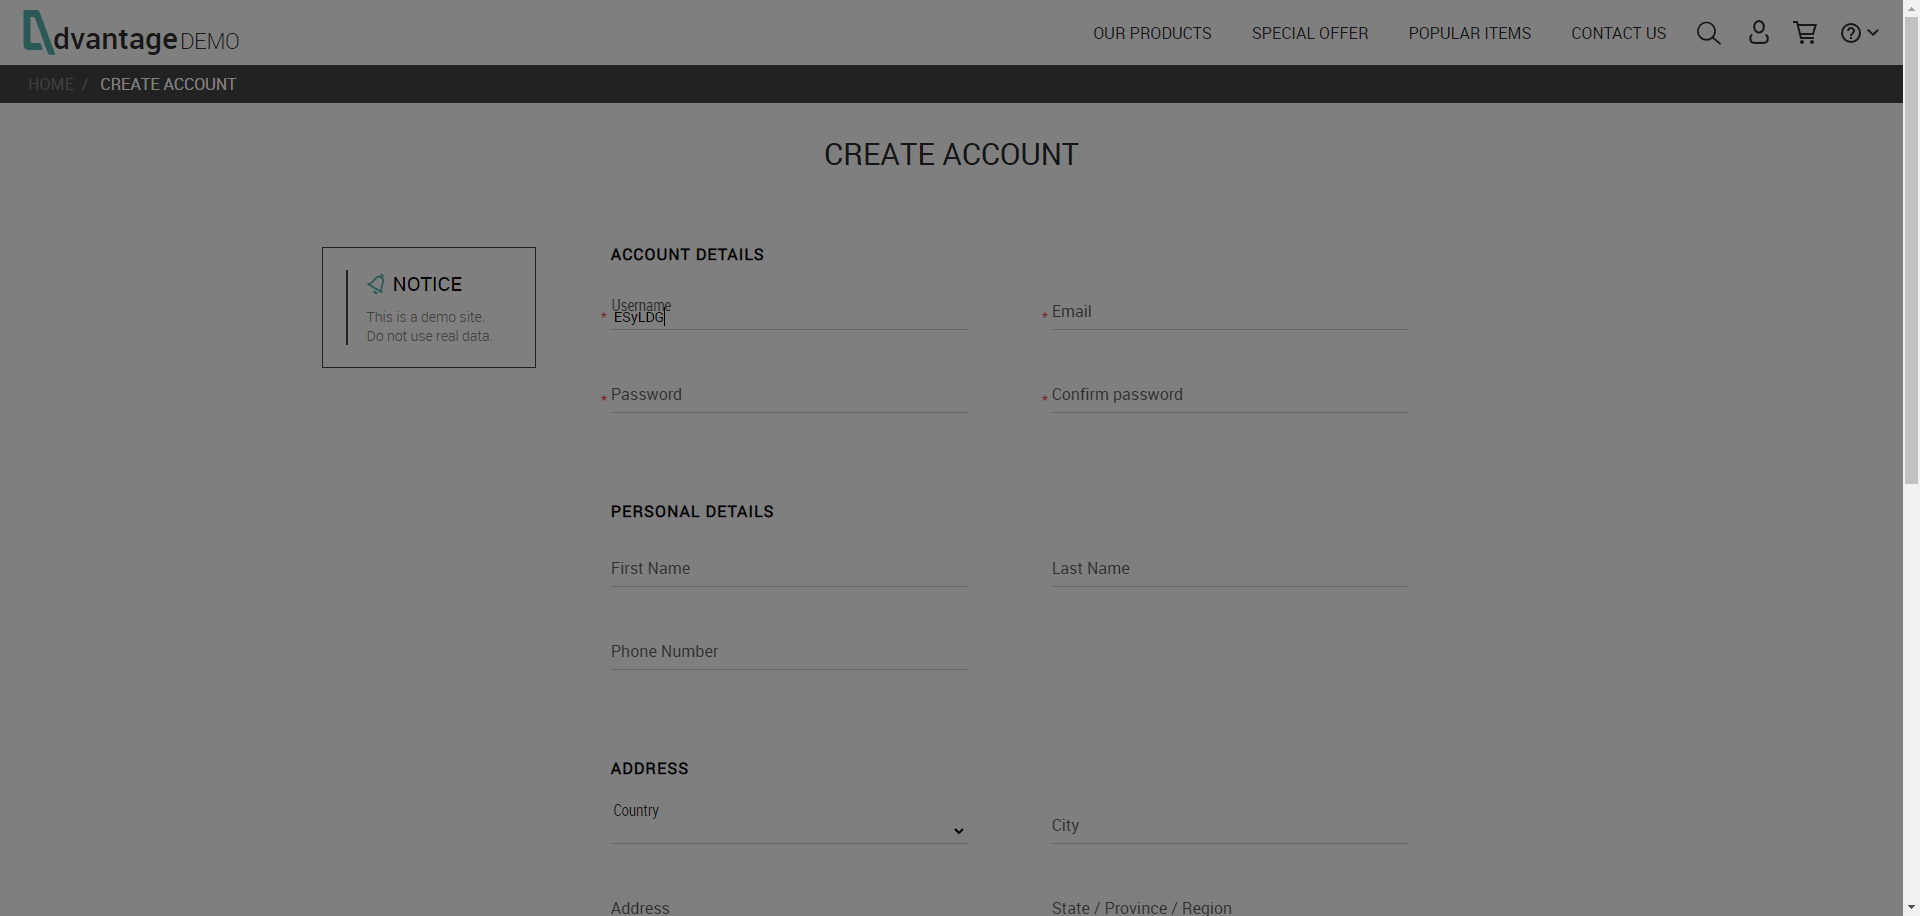 dvantage DEMO
OUR PRODUCTS SPECIAL OFFER POPULAR ITEMS CONTACT US
HOME / CREATE ACCOUNT
CREATE ACCOUNT
NOTICE
This is a demo site.
Do not use real data.
ACCOUNT DETAILS
Username
* ESyLDG
* Email
* Password
* Confirm password
PERSONAL DETAILS
First Name
Last Name
Phone Number
ADDRESS
Country
City
Address
State / Province / Region